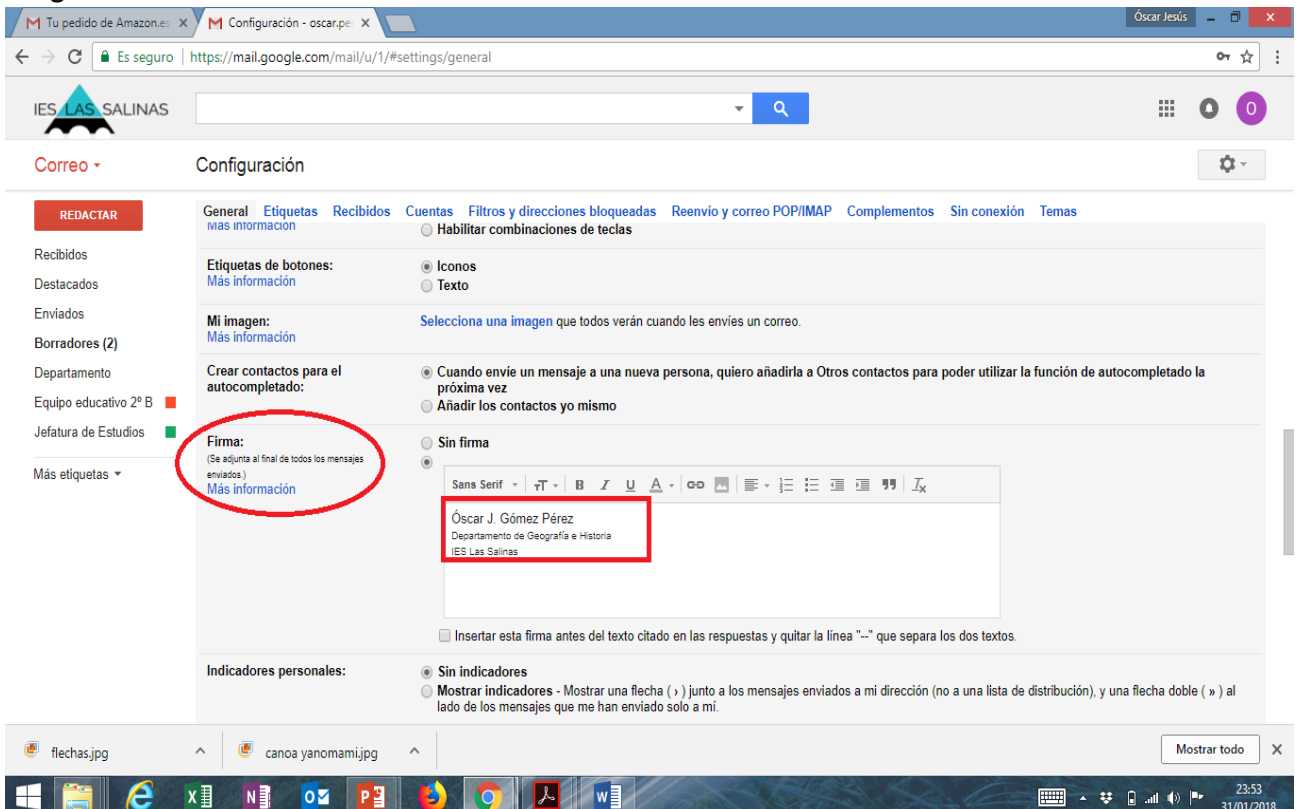 Tu pedido de Amazon.es
Configuración - oscar.per
Óscar Jesús
Es seguro
https://mail.google.com/mail/u/1/#settings/general
IES LAS SALINAS
O
Correo
Configuración
REDACTAR
General Etiquetas Recibidos Cuentas Filtros y direcciones bloqueadas Reenvío y correo POP/IMAP Complementos Sin conexión Temas
Más información
Habilitar combinaciones de teclas
Recibidos
Destacados
Enviados
Borradores (2)
Departamento
Equipo educativo 2º B
Jefatura de Estudios
Más etiquetas
Etiquetas de botones:
Más información
Iconos
Texto
Mi imagen:
Más información
Selecciona una imagen que todos verán cuando les envíes un correo.
Crear contactos para el
autocompletado:
Cuando envíe un mensaje a una nueva persona, quiero añadirla a Otros contactos para poder utilizar la función de autocompletado la
próxima vez
Añadir los contactos yo mismo
Firma:
(Se adjunta al final de todos los mensajes
enviados.)
Más información
Sin firma
Sans Serif
Óscar J. Gómez Pérez
Departamento de Geografía e Historia
IES Las Salinas
Insertar esta firma antes del texto citado en las respuestas y quitar la línea "--" que separa los dos textos.
Indicadores personales:
Sin indicadores
Mostrar indicadores - Mostrar una flecha ( › ) junto a los mensajes enviados a mi dirección (no a una lista de distribución), y una flecha doble ( » ) al
lado de los mensajes que me han enviado solo a mí.
flechas.jpg
canoa yanomami.jpg
Mostrar todo
23:53
31/01/2018